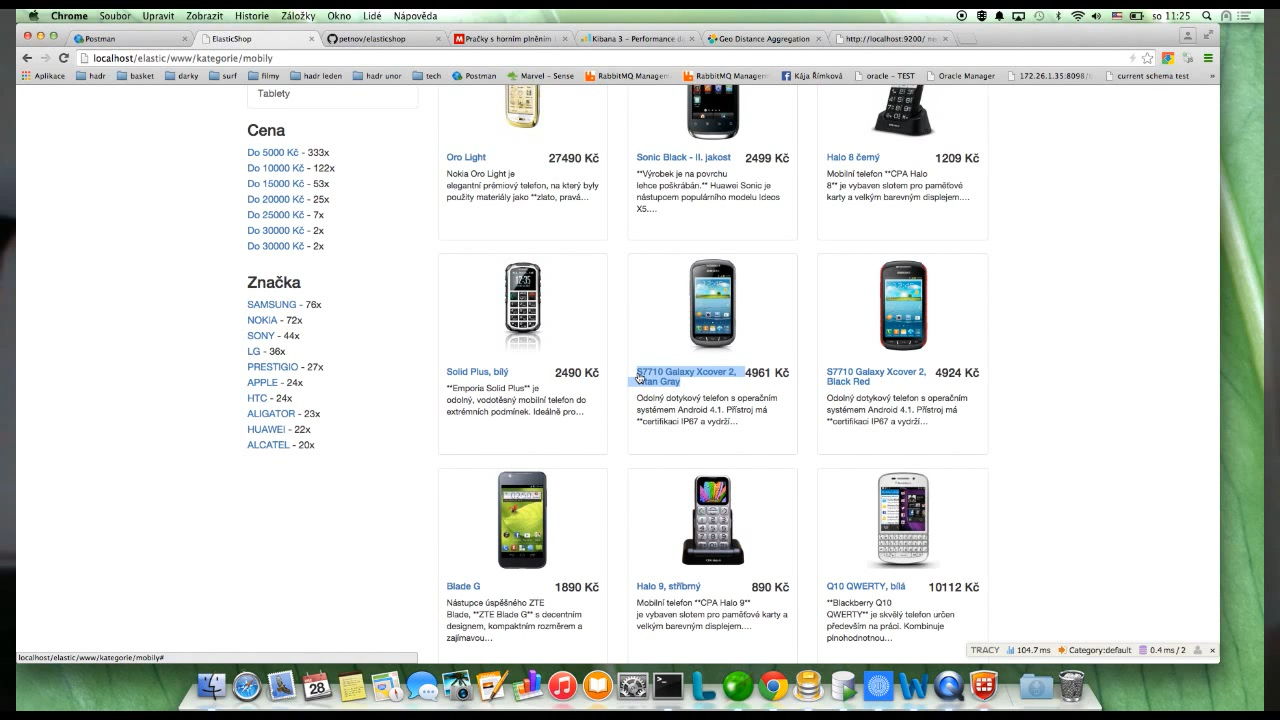 Chrome Soubor Upravit Zobrazit Historie Záložky Okno Lidé Nápověda so 11:25
Postman ElasticShop petnov/elasticshop Pračky s horním plněním Kibana 3 - Performance d Geo Distance Aggregation http://localhost:9200/
localhost/elastic/www/kategorie/mobily
Aplikace hadr basket darky surf filmy hadr leden hadr unor tech Postman Marvel - Sense RabbitMQ Managem RabbitMQ Managem Kája Římková oracle - TEST Oracle Manager 172.26.1.35:8098/ current schema test »
Tablety
Cena
Do 5000 Kč - 333x
Do 10000 Kč - 122x
Do 15000 Kč - 53x
Do 20000 Kč - 25x
Do 25000 Kč - 7x
Do 30000 Kč - 2x
Do 30000 Kč - 2x
Značka
SAMSUNG - 76x
NOKIA - 72x
SONY - 44x
LG - 36x
PRESTIGIO - 27x
APPLE - 24x
HTC - 24x
ALIGATOR - 23x
HUAWEI - 22x
ALCATEL - 20x
Oro Light 27490 Kč
Nokia Oro Light je
elegantní prémiový telefon, na který byly
použity materiály jako **zlato, pravá…
Sonic Black - II. jakost 2499 Kč
**Výrobek je na povrchu
lehce poškrábán.** Huawei Sonic je
nástupcem populárního modelu Ideos
X5.…
Halo 8 černý 1209 Kč
Mobilní telefon **CPA Halo
8** je vybaven slotem pro paměťové
karty a velkým barevným displejem.…
Solid Plus, bílý 2490 Kč
**Emporia Solid Plus** je
odolný, vodotěsný mobilní telefon do
extrémních podmínek. Ideálně pro…
S7710 Galaxy Xcover 2, 4961 Kč
Gray
Odolný dotykový telefon s operačním
systémem Android 4.1. Přístroj má
**certifikaci IP67 a vydrží…
S7710 Galaxy Xcover 2, 4924 Kč
Black Red
Odolný dotykový telefon s operačním
systémem Android 4.1. Přístroj má
**certifikaci IP67 a vydrží…
Blade G 1890 Kč
Nástupce úspěšného ZTE
Blade, **ZTE Blade G** s decentním
designem, kompaktním rozměrem a
zajímavou…
Halo 9, stříbrný 890 Kč
Mobilní telefon **CPA Halo 9**
je vybaven slotem pro paměťové karty a
velkým barevným displejem.…
Q10 QWERTY, bílá 10112 Kč
**Blackberry Q10
QWERTY** je skvělý telefon určen
především na práci. Kombinuje
plnohodnotnou…
localhost/elastic/www/kategorie/mobily#
TRACY 104.7 ms Category:default 0.4 ms / 2 ×
28